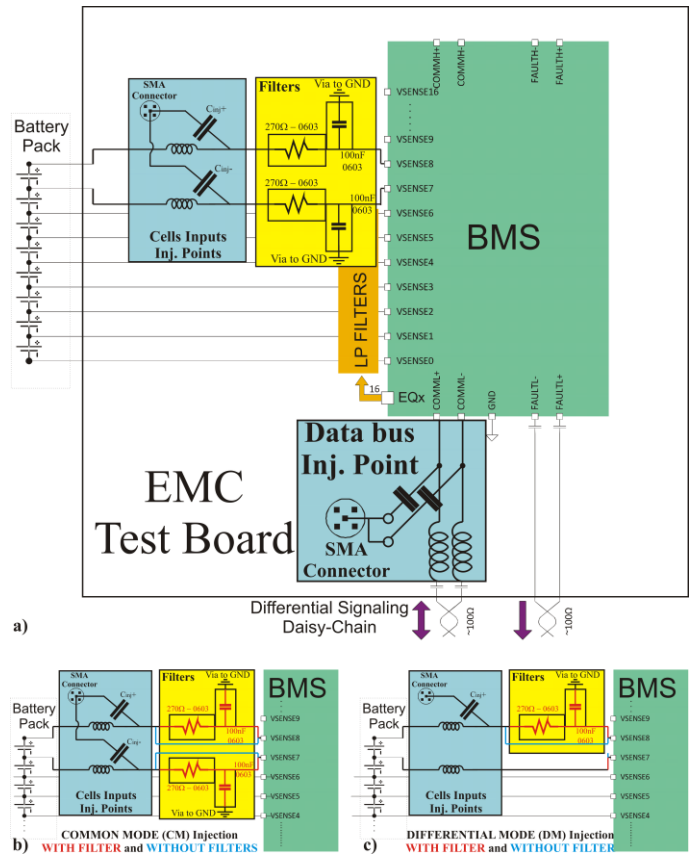 COMMH+
COMMH-
FAULTH-
FAULTH+
SMA
Connector
Cinj+
Cinj-
Cells Inputs
Inj. Points
Filters
Via to GND
270Ω – 0603
100nF
0603
270Ω – 0603
100nF
0603
Via to GND
Battery
Pack
VSENSE16
VSENSE9
VSENSE8
VSENSE7
VSENSE6
VSENSE5
VSENSE4
VSENSE3
VSENSE2
VSENSE1
VSENSE0
BMS
LP FILTERS
16
EQx
COMML+
COMML-
GND
FAULTL-
FAULTL+
Data bus
Inj. Point
SMA
Connector
EMC
Test Board
Differential Signaling
Daisy-Chain
~100Ω
~100Ω
a)
SMA
Connector
Cinj+
Cinj-
Cells Inputs
Inj. Points
Filters
Via to GND
270Ω – 0603
100nF
0603
100nF
0603
270Ω – 0603
Via to GND
Battery
Pack
BMS
VSENSE9
VSENSE8
VSENSE7
VSENSE6
VSENSE5
VSENSE4
b)
COMMON MODE (CM) Injection
WITH FILTER and WITHOUT FILTERS
SMA
Connector
Cinj+
Cells Inputs
Inj. Points
Filters
Via to GND
270Ω – 0603
100nF
0603
Battery
Pack
BMS
VSENSE9
VSENSE8
VSENSE7
VSENSE6
VSENSE5
VSENSE4
c)
DIFFERENTIAL MODE (DM) Injection
WITH FILTER and WITHOUT FILTER